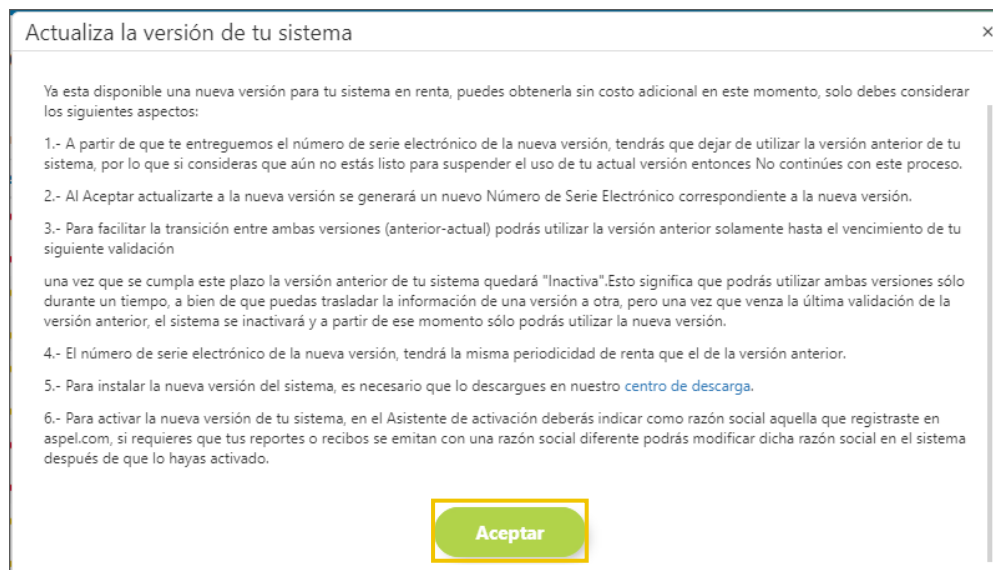 Actualiza la versión de tu sistema
×
Ya esta disponible una nueva versión para tu sistema en renta, puedes obtenerla sin costo adicional en este momento, solo debes considerar
los siguientes aspectos:
1.- A partir de que te entreguemos el número de serie electrónico de la nueva versión, tendrás que dejar de utilizar la versión anterior de tu
sistema, por lo que si consideras que aún no estás listo para suspender el uso de tu actual versión entonces No continúes con este proceso.
2.- Al Aceptar actualizarte a la nueva versión se generará un nuevo Número de Serie Electrónico correspondiente a la nueva versión.
3.- Para facilitar la transición entre ambas versiones (anterior-actual) podrás utilizar la versión anterior solamente hasta el vencimiento de tu
siguiente validación
una vez que se cumpla este plazo la versión anterior de tu sistema quedará "Inactiva".Esto significa que podrás utilizar ambas versiones sólo
durante un tiempo, a bien de que puedas trasladar la información de una versión a otra, pero una vez que venza la última validación de la
versión anterior, el sistema se inactivará y a partir de ese momento sólo podrás utilizar la nueva versión.
4.- El número de serie electrónico de la nueva versión, tendrá la misma periodicidad de renta que el de la versión anterior.
5.- Para instalar la nueva versión del sistema, es necesario que lo descargues en nuestro centro de descarga.
6.- Para activar la nueva versión de tu sistema, en el Asistente de activación deberás indicar como razón social aquella que registraste en
aspel.com, si requieres que tus reportes o recibos se emitan con una razón social diferente podrás modificar dicha razón social en el sistema
después de que lo hayas activado.
Aceptar